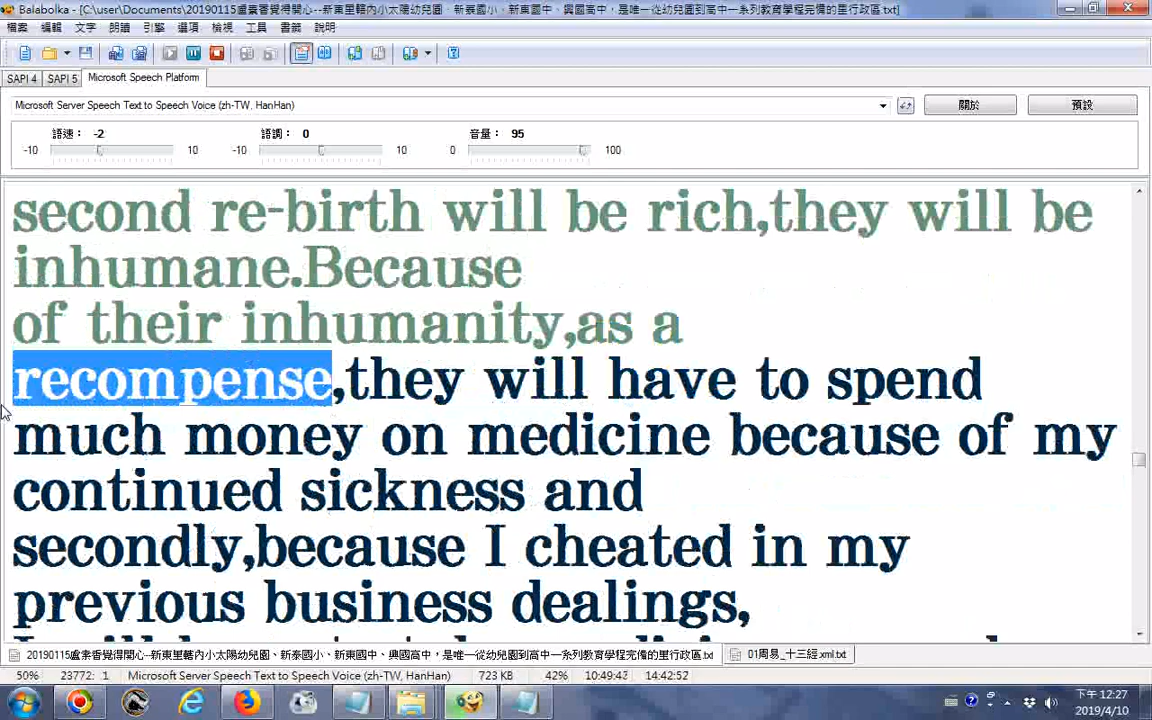 Balabolka - [C:\user\Documents\20190115盧素香覺得開心--新東里轄內小太陽幼兒園、新泰國小、新東國中、興國高中，是唯一從幼兒園到高中一系列教育學程完備的里行政區.txt]
檔案 編輯 文字 朗讀 引擎 選項 檢視 工具 書籤 說明
SAPI 4 SAPI 5 Microsoft Speech Platform
Microsoft Server Speech Text to Speech Voice (zh-TW, HanHan) 關於 預設
語速： -2 語調： 0 音量： 95
-10 10 -10 10 0 100
second re-birth will be rich,they will be
inhumane.Because
of their inhumanity,as a
recompense,they will have to spend
much money on medicine because of my
continued sickness and
secondly,because I cheated in my
previous business dealings,
20190115盧素香覺得開心--新東里轄內小太陽幼兒園、新泰國小、新東國中、興國高中，是唯一從幼兒園到高中一系列教育學程完備的里行政區.txt 01周易_十三經.xml.txt
50% 23772: 1 Microsoft Server Speech Text to Speech Voice (zh-TW, HanHan) 723 KB 42% 10:49:43 14:42:52
下午 12:27
2019/4/10